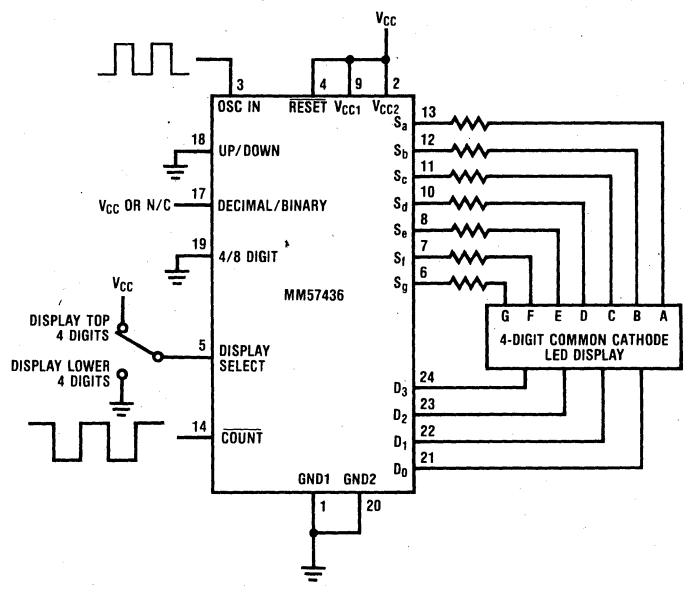 VCC
3
4
9
2
OSC IN
RESET
VCC1
VCC2
18
UP/DOWN
VCC OR N/C
17
DECIMAL/BINARY
19
4/8 DIGIT
MM57436
VCC
DISPLAY TOP
4 DIGITS
DISPLAY LOWER
4 DIGITS
5
DISPLAY
SELECT
14
COUNT
GND1 GND2
1
20
Sa
13
Sb
12
Sc
11
Sd
10
Se
8
Sf
7
Sg
6
G F E D C B A
4-DIGIT COMMON CATHODE
LED DISPLAY
D3
24
D2
23
D1
22
D0
21